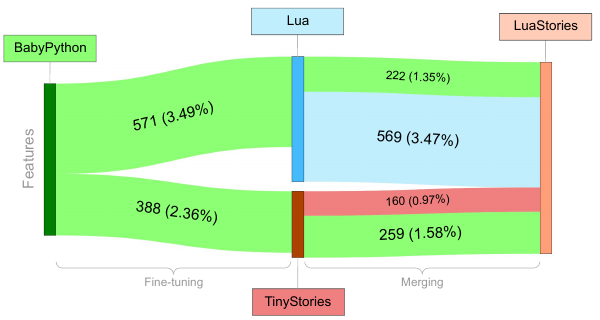 Lua
LuaStories
BabyPython
222 (1.35%)
571 (3.49%)
569 (3.47%)
Features
160 (0.97%)
388 (2.36%)
259 (1.58%)
Fine-tuning
Merging
TinyStories